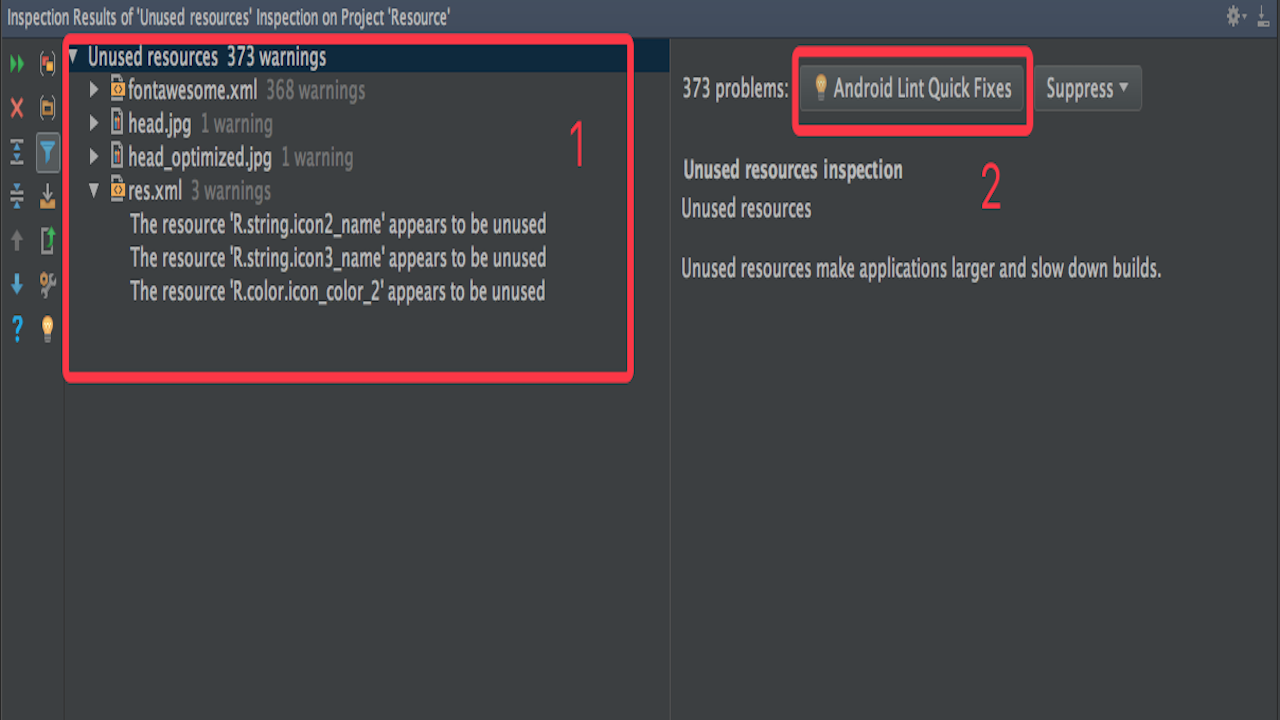 Inspection Results of 'Unused resources' Inspection on Project 'Resource'
Unused resources 373 warnings
fontawesome.xml 368 warnings
head.jpg 1 warning
head_optimized.jpg 1 warning
res.xml 3 warnings
The resource 'R.string.icon2_name' appears to be unused
The resource 'R.string.icon3_name' appears to be unused
The resource 'R.color.icon_color_2' appears to be unused
1
373 problems: Android Lint Quick Fixes Suppress
2
Unused resources inspection
Unused resources
Unused resources make applications larger and slow down builds.